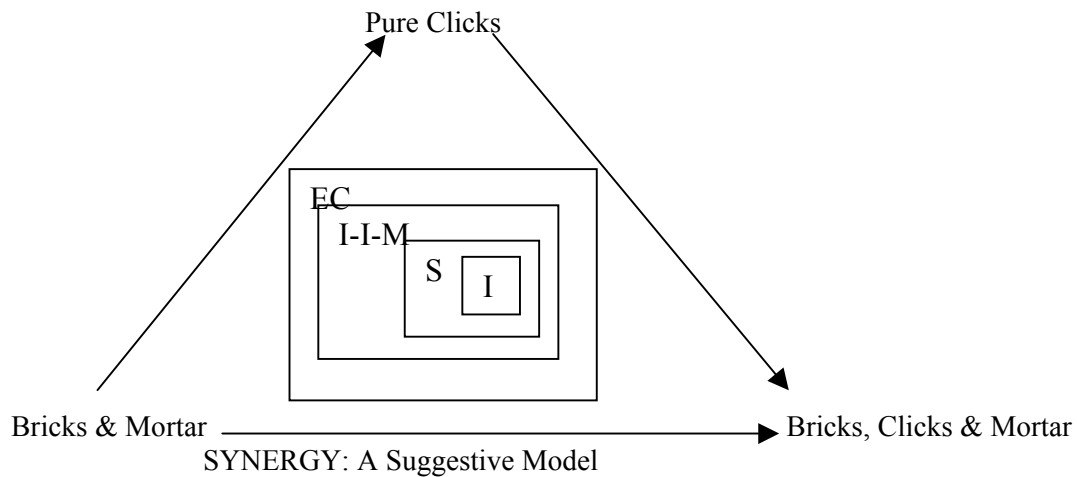 Pure Clicks
EC
I-I-M
S
I
Bricks & Mortar
Bricks, Clicks & Mortar
SYNERGY: A Suggestive Model